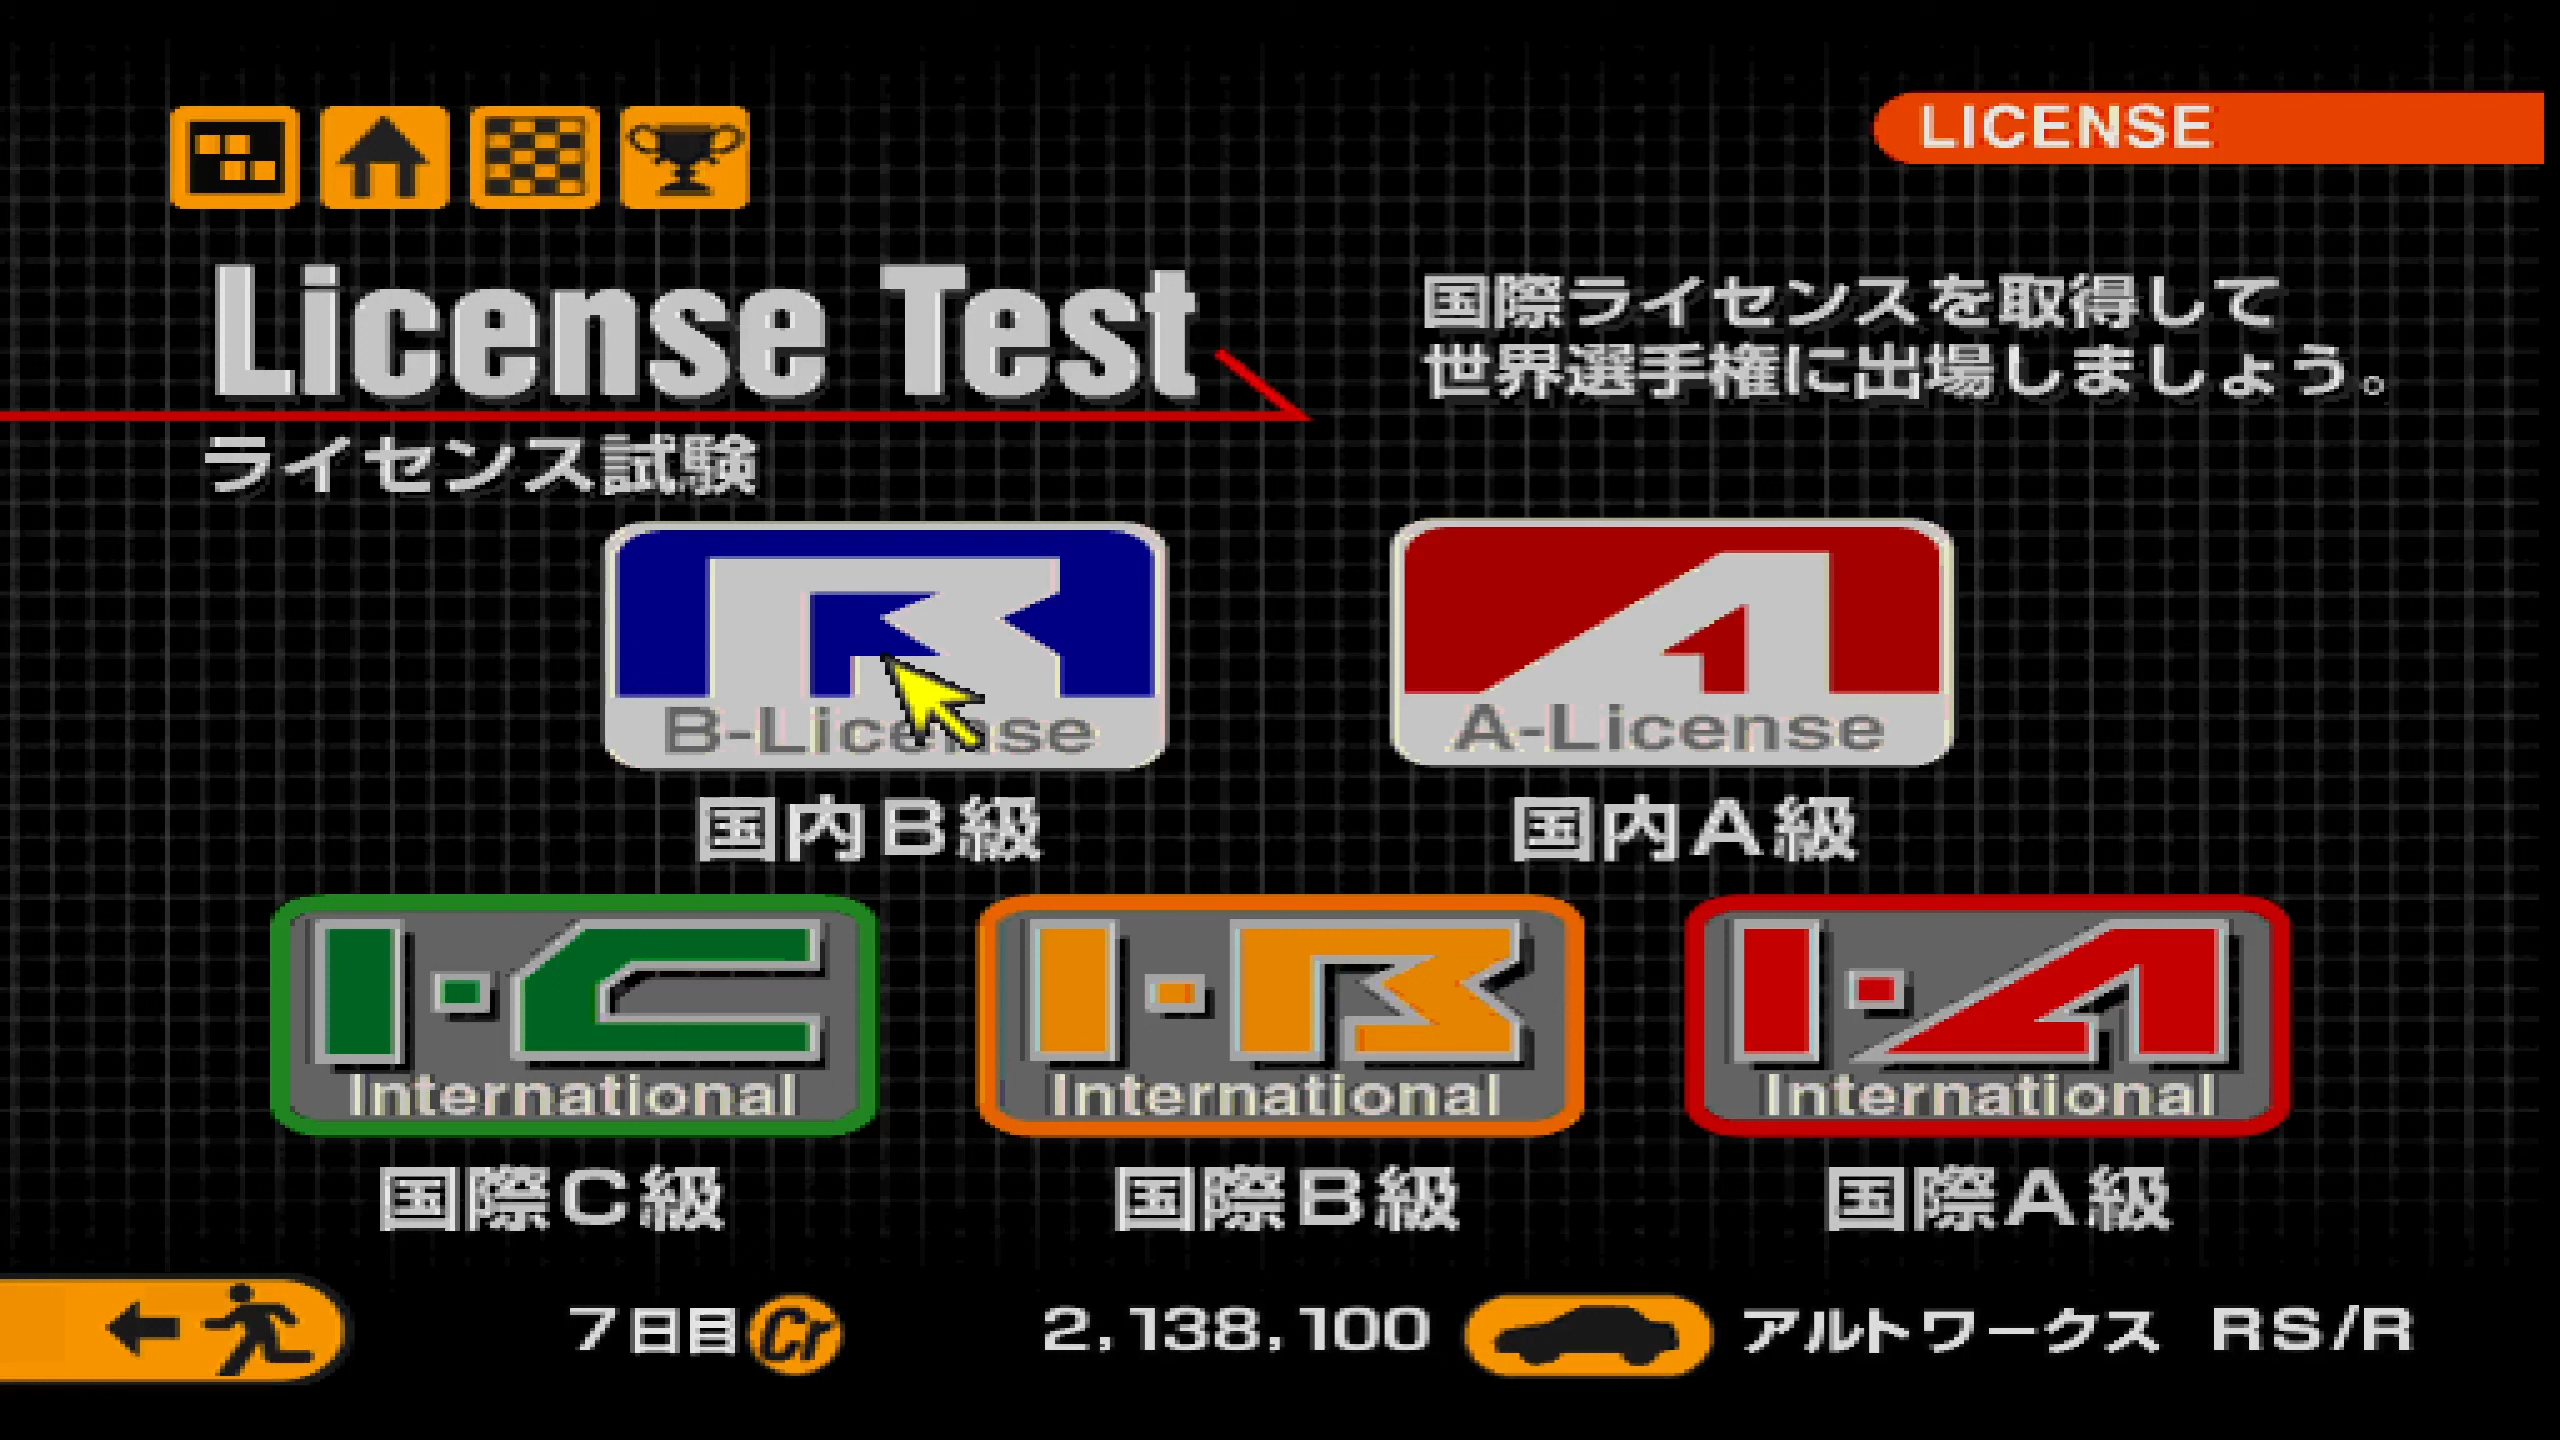 LICENSE
License Test
国際ライセンスを取得して
世界選手権に出場しましょう。
ライセンス試験
B
B-License
国内B級
A
A-License
国内A級
I·C
International
国際C級
I·B
International
国際B級
I·A
International
国際A級
7日目
Cr
2,138,100
アルトワークス RS/R